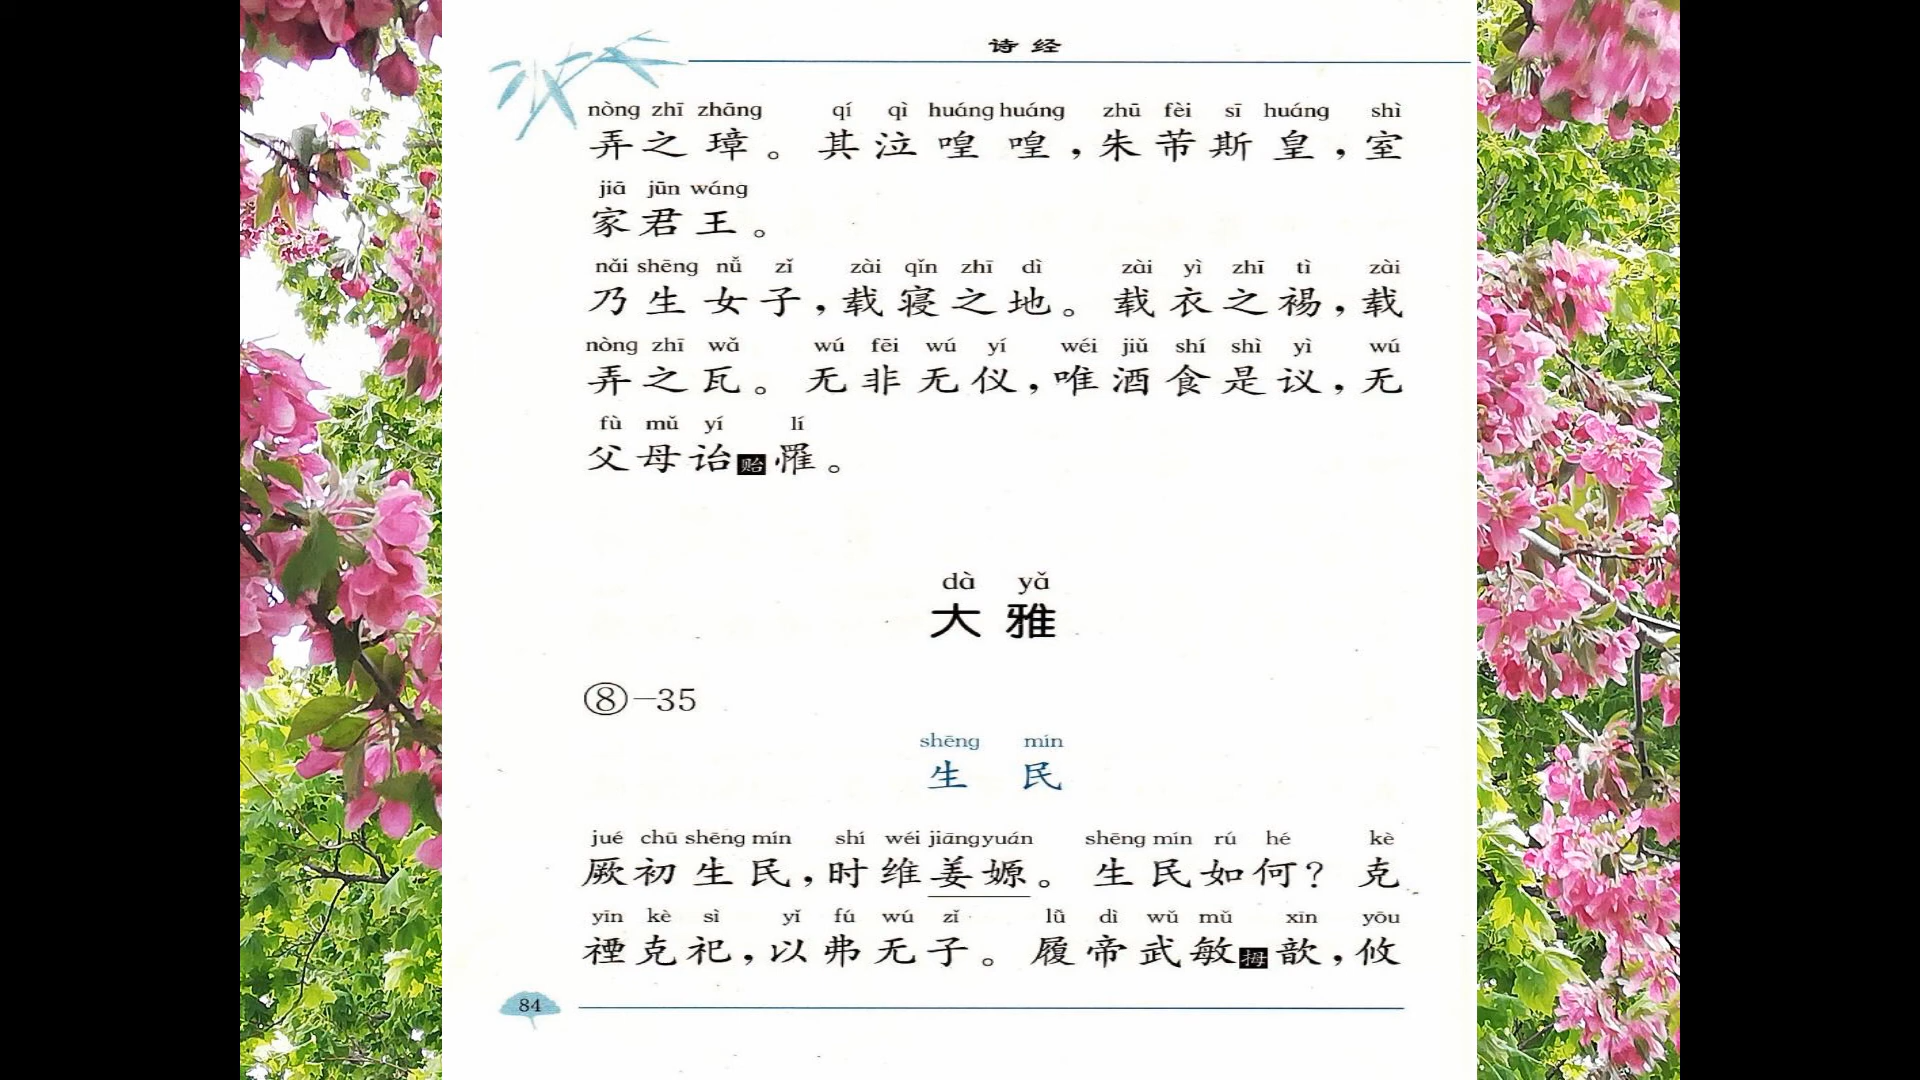 诗经
nòng zhī zhāng qí qì huáng huáng zhū fèi sī huáng shì
弄之璋。其泣喤喤,朱芾斯皇,室
jiā jūn wáng
家君王。
nǎi shēng nǚ zǐ zài qǐn zhī dì zài yì zhī tì zài
乃生女子,载寝之地。载衣之裼,载
nòng zhī wǎ wú fēi wú yí wéi jiǔ shí shì yì wú
弄之瓦。无非无仪,唯酒食是议,无
fù mǔ yí lí
父母诒贻罹。
dà yǎ
大雅
⑧-35
shēng mín
生民
jué chū shēng mín shí wéi jiāng yuán shēng mín rú hé kè
厥初生民,时维姜嫄。生民如何?克
yīn kè sì yǐ fú wú zǐ lǚ dì wǔ mǔ xīn yōu
禋克祀,以弗无子。履帝武敏拇歆,攸
84